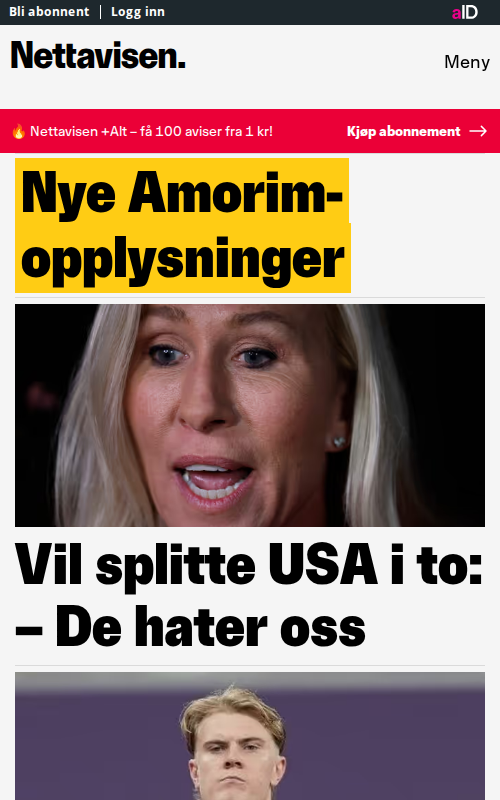 Bli abonnent | Logg inn
aID
Nettavisen.
Meny
🔥 Nettavisen +Alt – få 100 aviser fra 1 kr!
Kjøp abonnement →
Nye Amorim-
opplysninger
Vil splitte USA i to:
– De hater oss